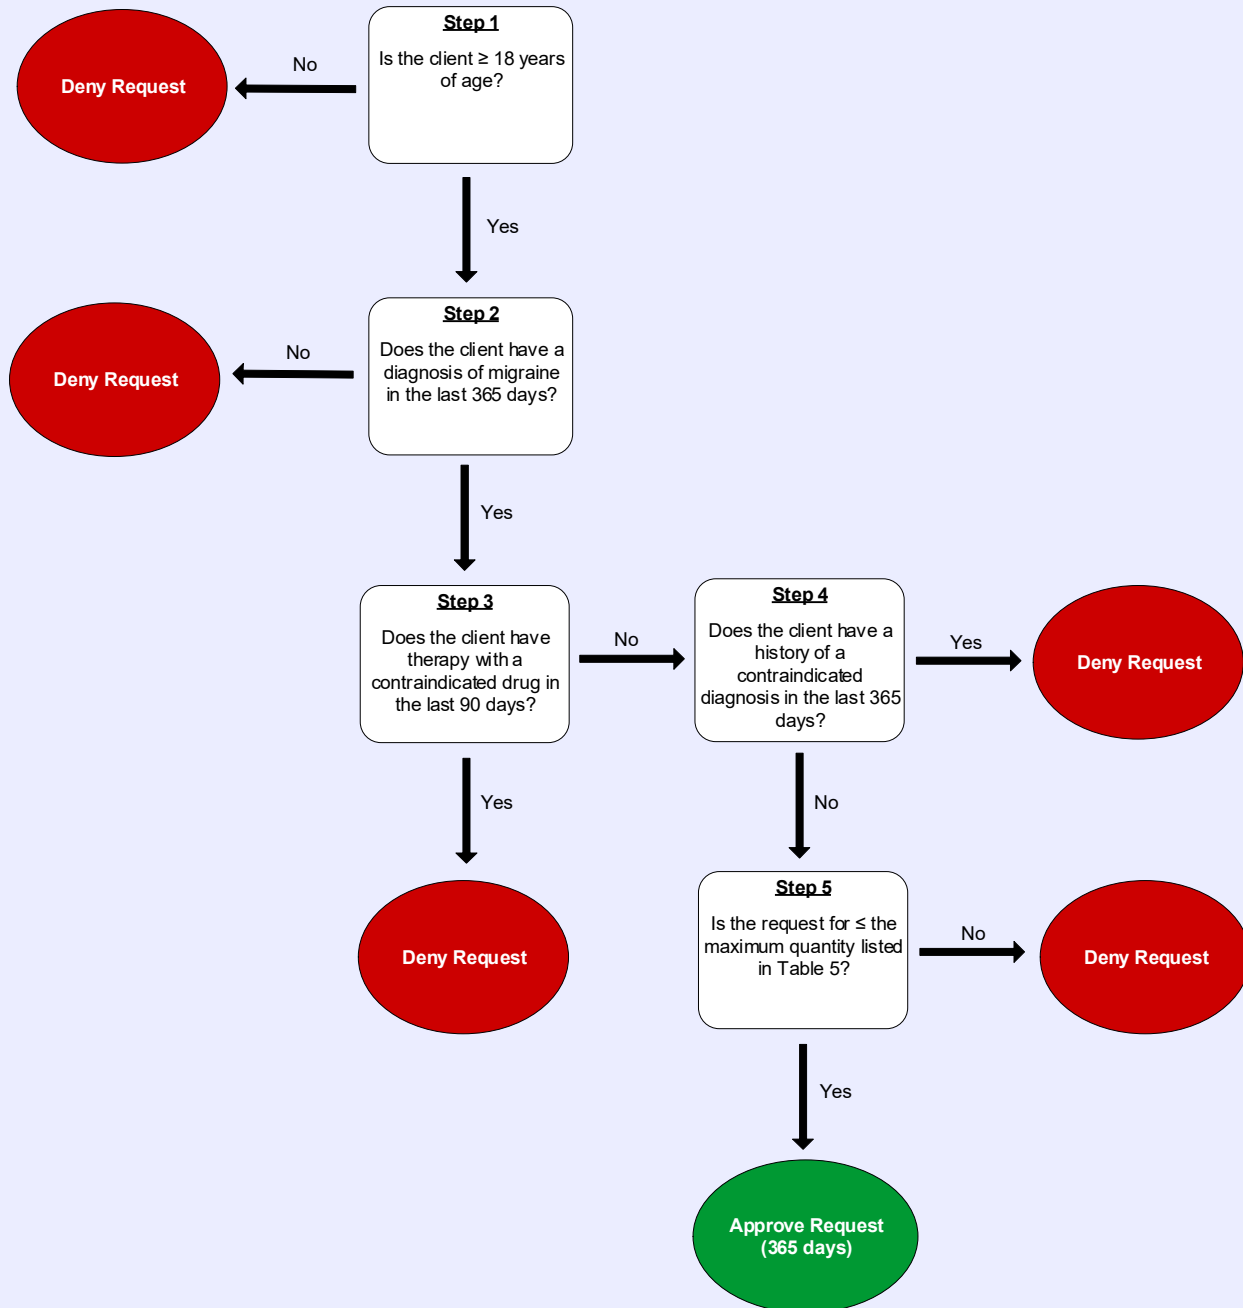 Step 1
Is the client ≥ 18 years
of age?
No
Deny Request
Yes
Step 2
Does the client have a
diagnosis of migraine
in the last 365 days?
No
Deny Request
Yes
Step 3
Does the client have
therapy with a
contraindicated drug in
the last 90 days?
No
Step 4
Does the client have a
history of a
contraindicated
diagnosis in the last 365
days?
Yes
Deny Request
Yes
Deny Request
No
Step 5
Is the request for ≤ the
maximum quantity listed
in Table 5?
No
Deny Request
Yes
Approve Request
(365 days)